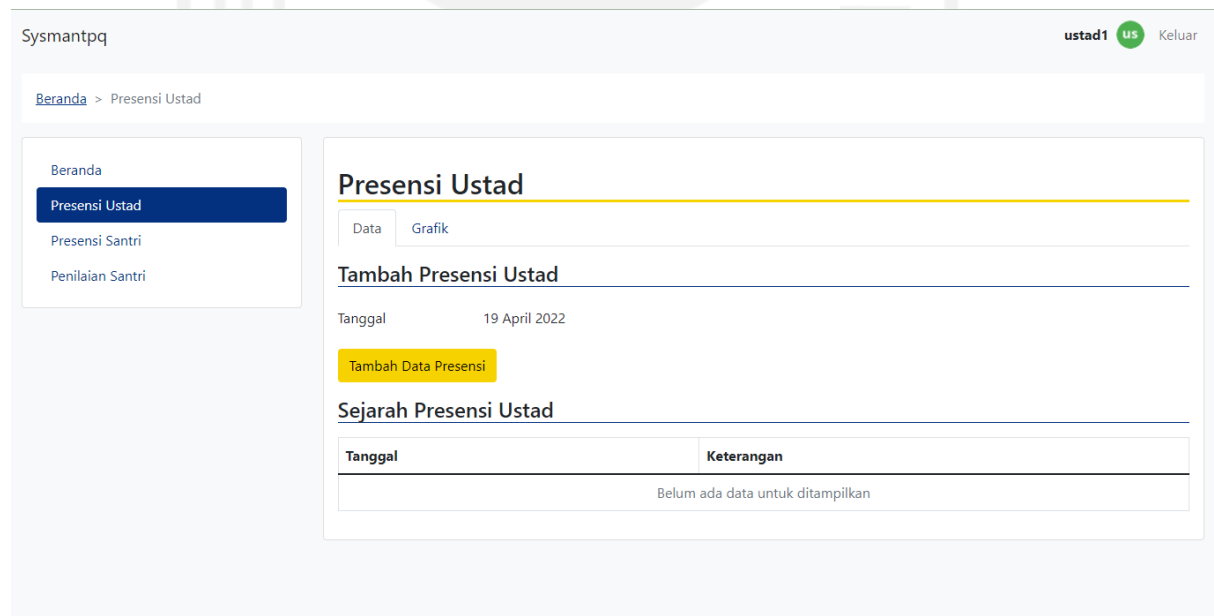 Sysmantpq
ustad1 us Keluar
Beranda > Presensi Ustad
Beranda
Presensi Ustad
Presensi Santri
Penilaian Santri
Presensi Ustad
Data Grafik
Tambah Presensi Ustad
Tanggal 19 April 2022
Tambah Data Presensi
Sejarah Presensi Ustad
Tanggal Keterangan
Belum ada data untuk ditampilkan